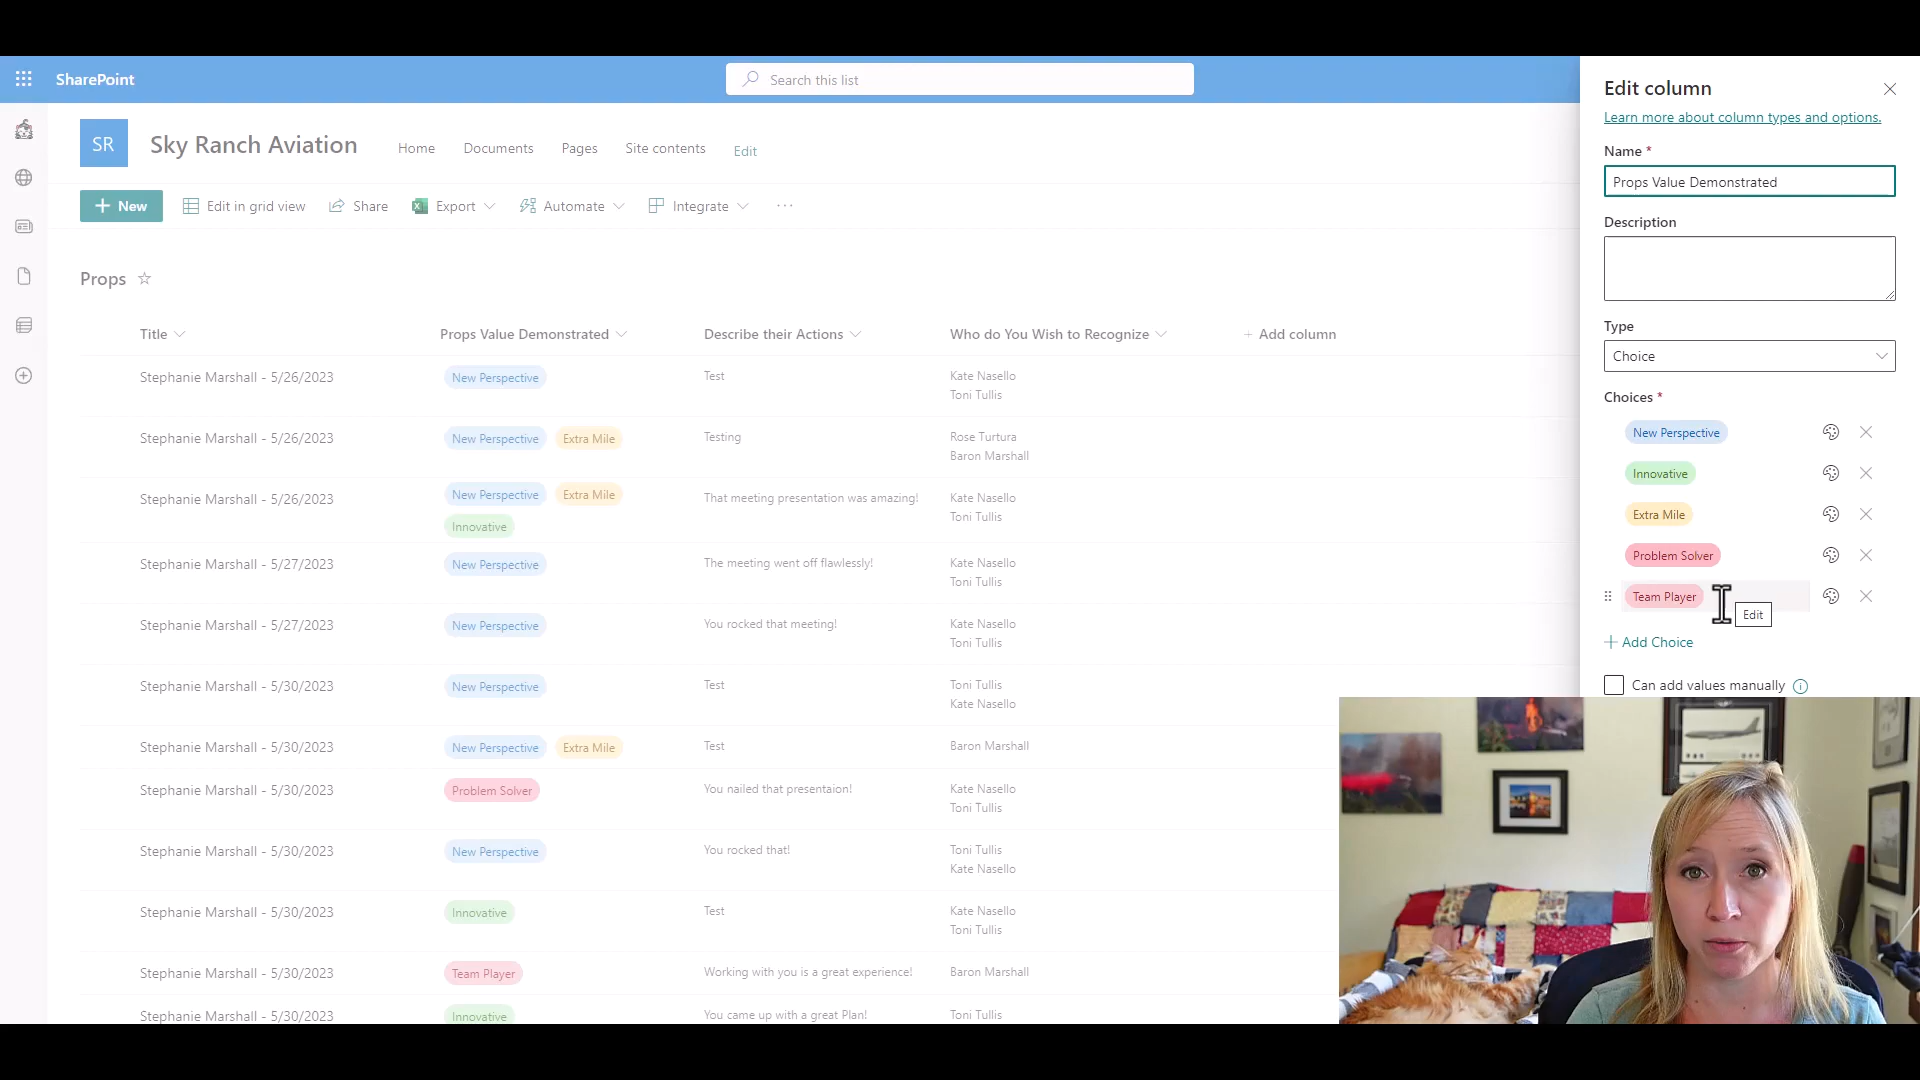 SharePoint
Search this list
SR
Sky Ranch Aviation
Home
Documents
Pages
Site contents
Edit
New
Edit in grid view
Share
Export
Automate
Integrate
...
Props
Title
Props Value Demonstrated
Describe their Actions
Who do You Wish to Recognize
+ Add column
Stephanie Marshall - 5/26/2023
New Perspective
Test
Kate Nasello
Toni Tullis
Stephanie Marshall - 5/26/2023
New Perspective
Extra Mile
Testing
Rose Turtura
Baron Marshall
Stephanie Marshall - 5/26/2023
New Perspective
Extra Mile
Innovative
That meeting presentation was amazing!
Kate Nasello
Toni Tullis
Stephanie Marshall - 5/27/2023
New Perspective
The meeting went off flawlessly!
Kate Nasello
Toni Tullis
Stephanie Marshall - 5/27/2023
New Perspective
You rocked that meeting!
Kate Nasello
Toni Tullis
Stephanie Marshall - 5/30/2023
New Perspective
Test
Toni Tullis
Kate Nasello
Stephanie Marshall - 5/30/2023
New Perspective
Extra Mile
Test
Baron Marshall
Stephanie Marshall - 5/30/2023
Problem Solver
You nailed that presentaion!
Kate Nasello
Toni Tullis
Stephanie Marshall - 5/30/2023
New Perspective
You rocked that!
Toni Tullis
Kate Nasello
Stephanie Marshall - 5/30/2023
Innovative
Test
Kate Nasello
Toni Tullis
Stephanie Marshall - 5/30/2023
Team Player
Working with you is a great experience!
Baron Marshall
Stephanie Marshall - 5/30/2023
Innovative
You came up with a great Plan!
Toni Tullis
Edit column
Learn more about column types and options.
Name *
Props Value Demonstrated
Description
Type
Choice
Choices *
New Perspective
Innovative
Extra Mile
Problem Solver
Team Player
Edit
+ Add Choice
Can add values manually